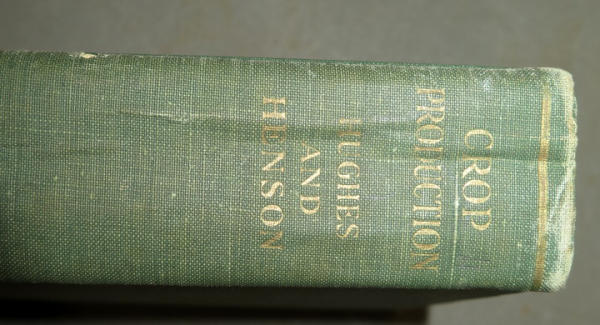 CROP
PRODUCTION
HUGHES
AND
HENSON